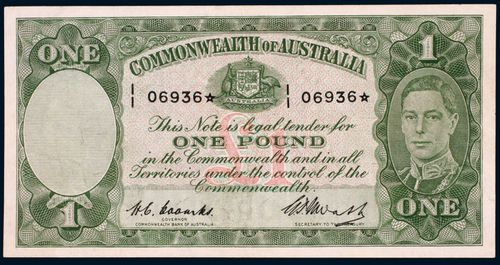 ONE
COMMONWEALTH OF AUSTRALIA
1
AUSTRALIA
I/I 06936☆ I/I 06936☆
This Note is legal tender for
ONE POUND
in the Commonwealth and in all
Territories under the control of the
Commonwealth.
£1
GOVERNOR
COMMONWEALTH BANK OF AUSTRALIA
SECRETARY TO THE TREASURY
1
ONE